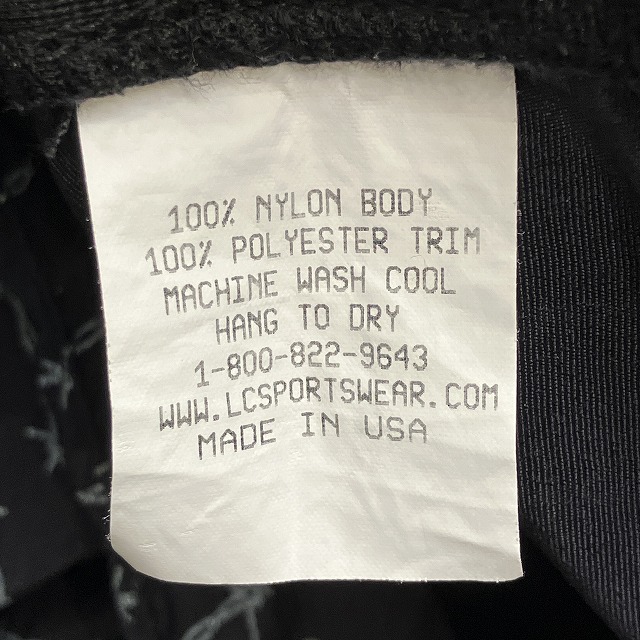 100% NYLON BODY
100% POLYESTER TRIM
MACHINE WASH COOL
HANG TO DRY
1-800-822-9643
WWW.LCSPORTSWEAR.COM
MADE IN USA